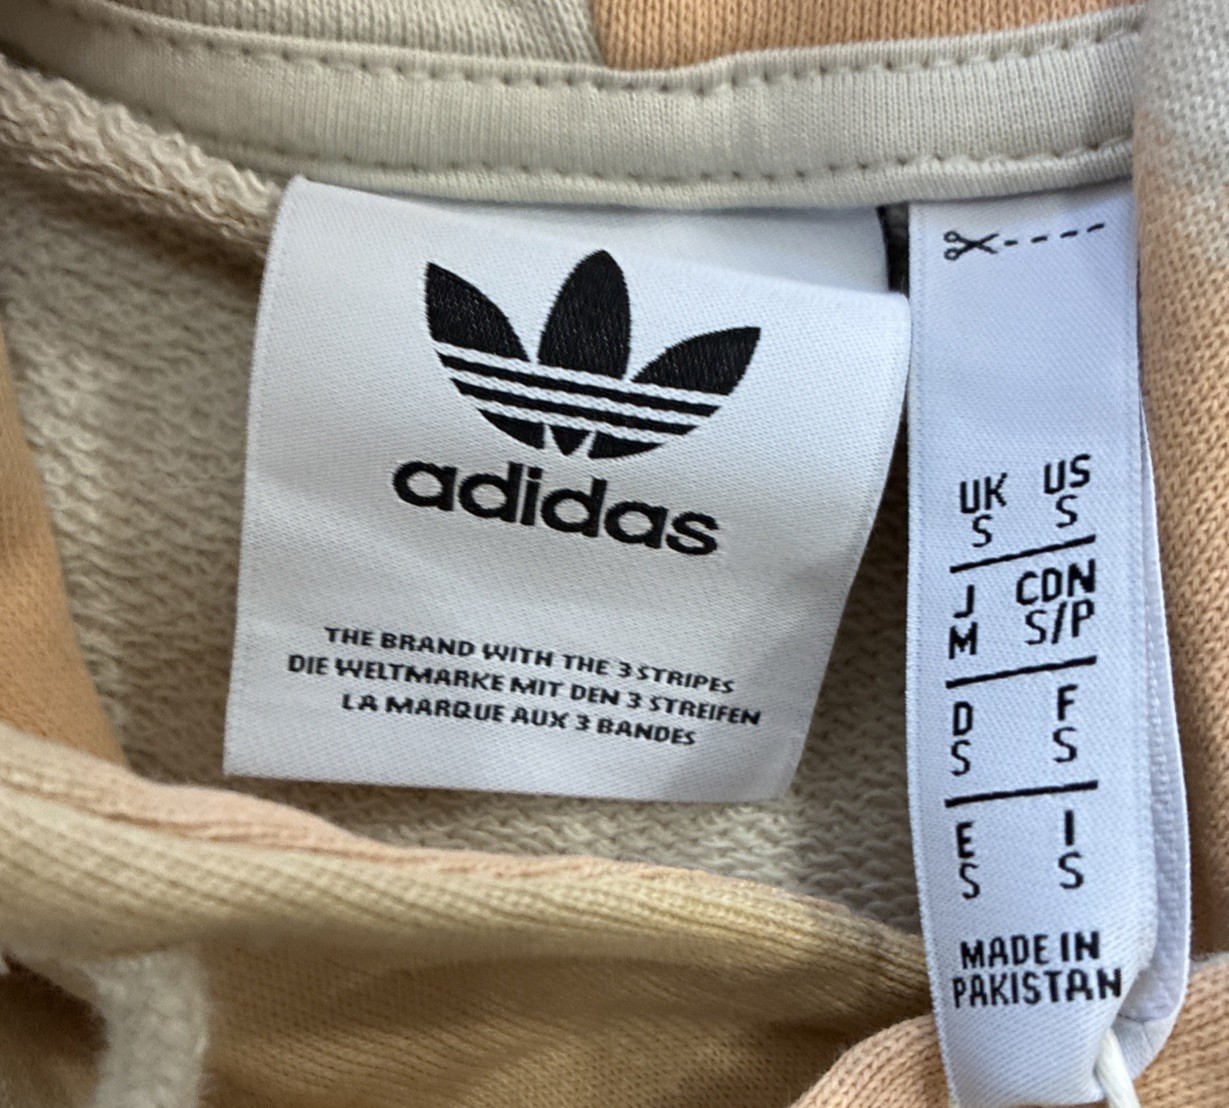 adidas
THE BRAND WITH THE 3 STRIPES
DIE WELTMARKE MIT DEN 3 STREIFEN
LA MARQUE AUX 3 BANDES
UK US
S S
J CDN
M S/P
D F
S S
E I
S S
MADE IN
PAKISTAN